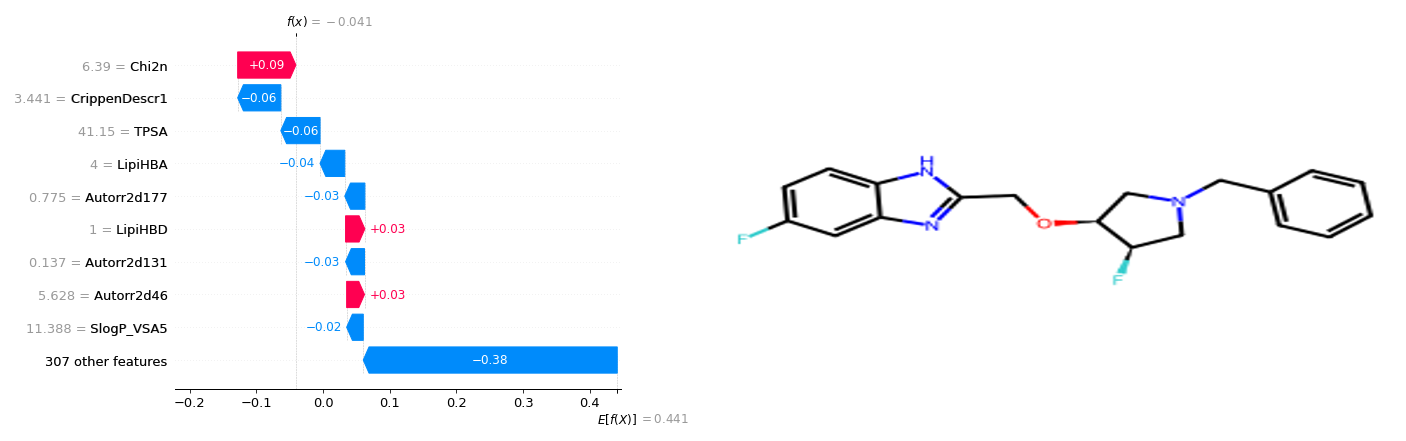 f(x) = −0.041
6.39 = Chi2n +0.09
3.441 = CrippenDescr1 −0.06
41.15 = TPSA −0.06
4 = LipiHBA −0.04
0.775 = Autorr2d177 −0.03
1 = LipiHBD +0.03
0.137 = Autorr2d131 −0.03
5.628 = Autorr2d46 +0.03
11.388 = SlogP_VSA5 −0.02
307 other features −0.38
−0.2 −0.1 0.0 0.1 0.2 0.3 0.4
E[f(X)] = 0.441
H
N
N
F
O
F
N